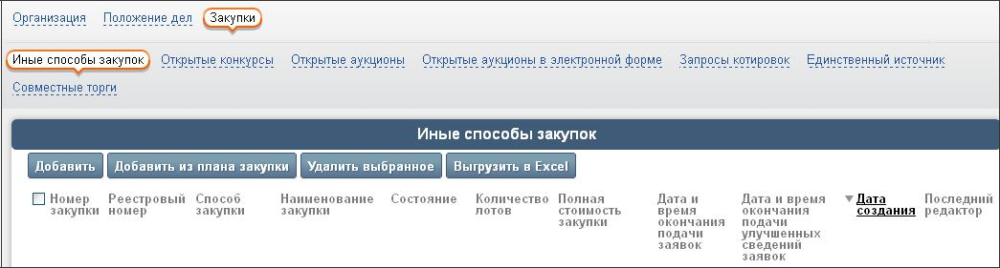 Организация Положение дел Закупки
Иные способы закупок Открытые конкурсы Открытые аукционы Открытые аукционы в электронной форме Запросы котировок Единственный источник
Совместные торги
Иные способы закупок
Добавить Добавить из плана закупки Удалить выбранное Выгрузить в Excel
Номер закупки
Реестровый номер
Способ закупки
Наименование закупки
Состояние
Количество лотов
Полная стоимость закупки
Дата и время окончания подачи заявок
Дата и время окончания подачи улучшенных сведений заявок
Дата создания
Последний редактор